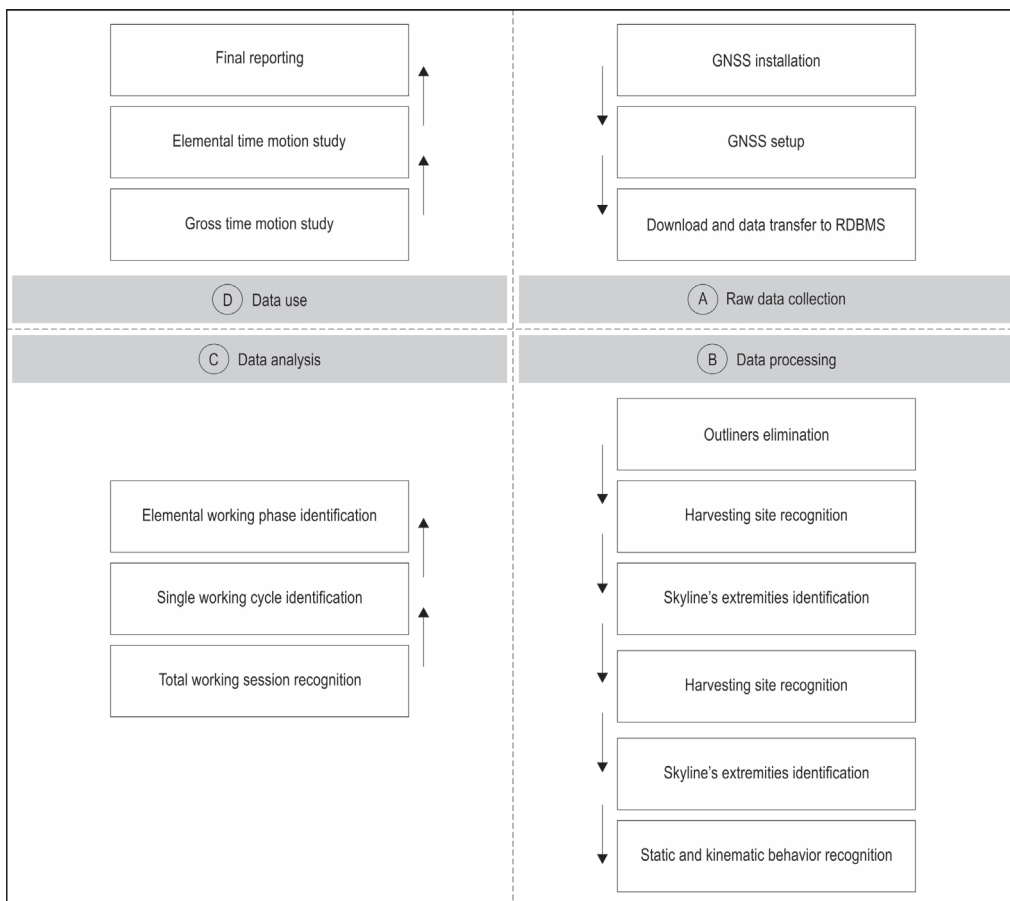 Final reporting
Elemental time motion study
Gross time motion study
D Data use
GNSS installation
GNSS setup
Download and data transfer to RDBMS
A Raw data collection
C Data analysis
Elemental working phase identification
Single working cycle identification
Total working session recognition
B Data processing
Outliners elimination
Harvesting site recognition
Skyline's extremities identification
Harvesting site recognition
Skyline's extremities identification
Static and kinematic behavior recognition